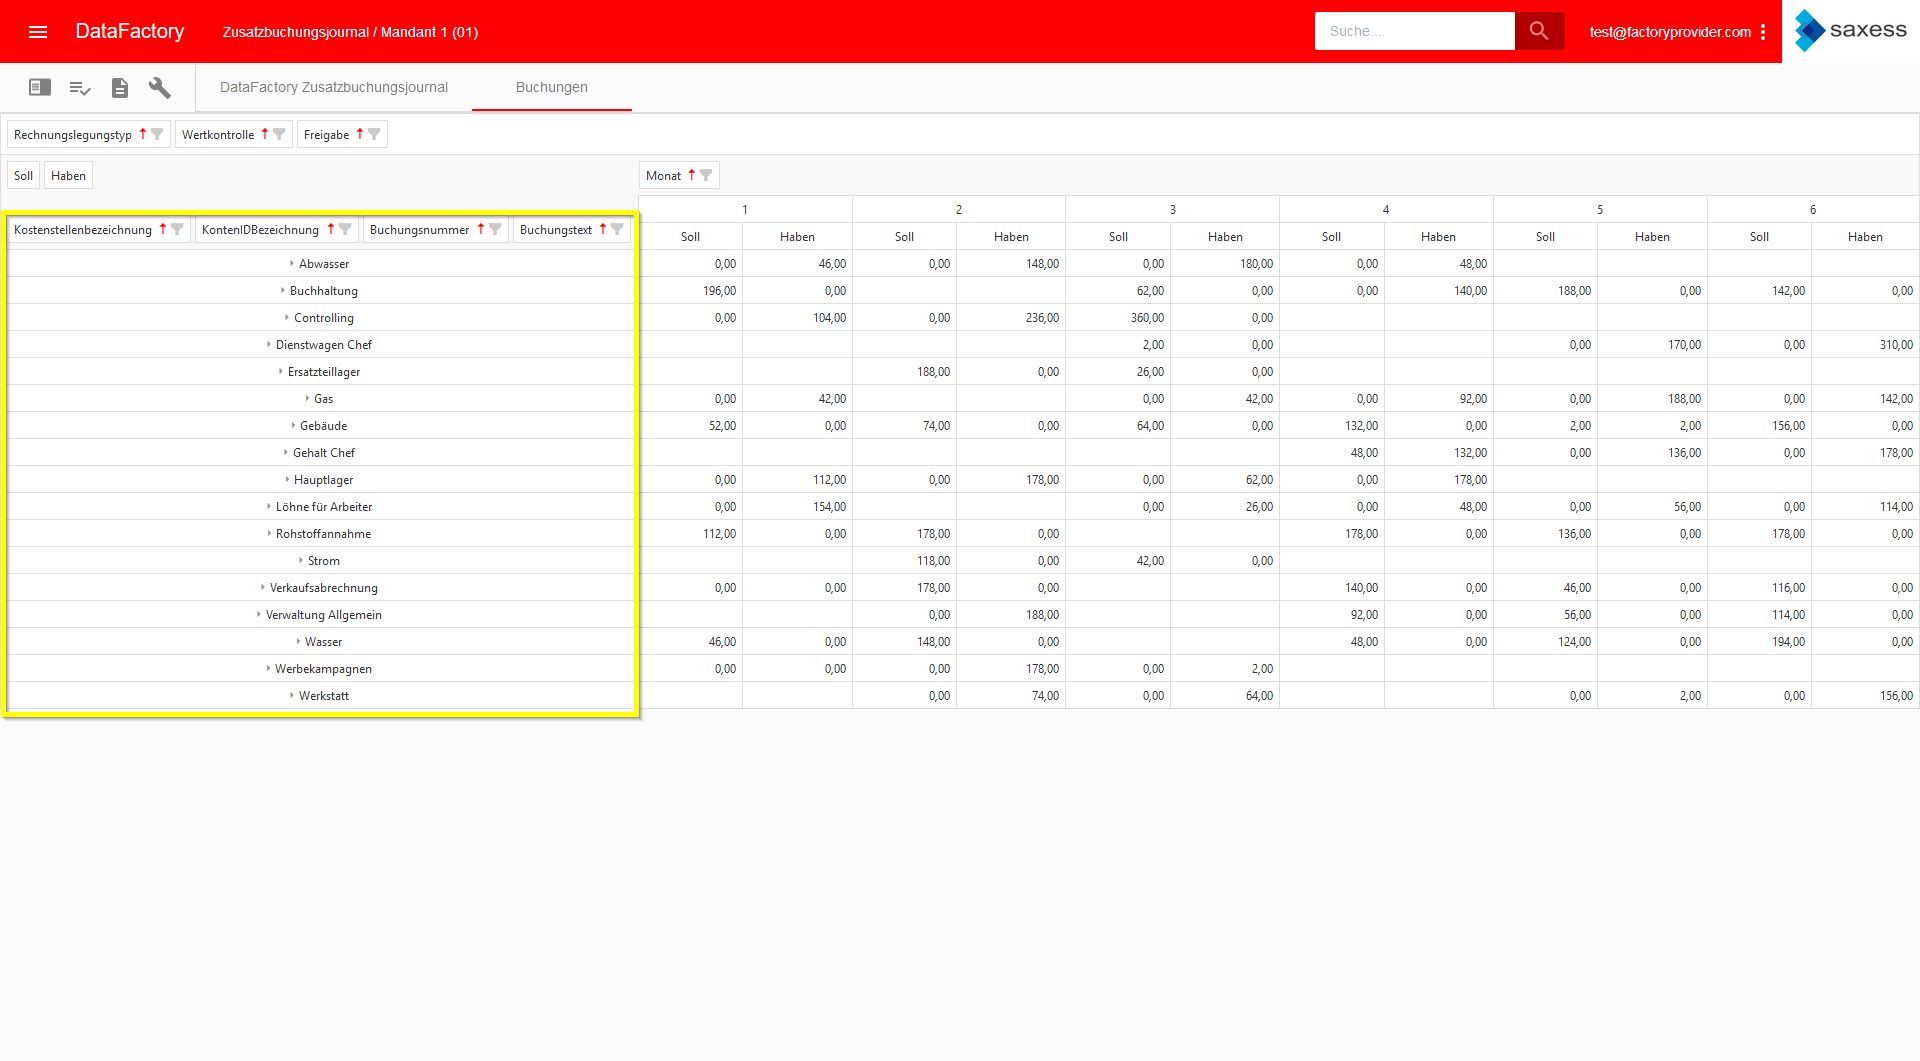 DataFactory Zusatzbuchungsjournal / Mandant 1 (01) Suche... test@factoryprovider.com saxess
DataFactory Zusatzbuchungsjournal Buchungen
Rechnungslegungstyp Wertkontrolle Freigabe
Soll Haben Monat
1 2 3 4 5 6
Kostenstellenbezeichnung KontenIDBezeichnung Buchungsnummer Buchungstext
Soll Haben Soll Haben Soll Haben Soll Haben Soll Haben Soll Haben
Abwasser 0,00 46,00 0,00 148,00 0,00 180,00 0,00 48,00
Buchhaltung 196,00 0,00 62,00 0,00 0,00 140,00 188,00 0,00 142,00 0,00
Controlling 0,00 104,00 0,00 236,00 360,00 0,00
Dienstwagen Chef 2,00 0,00 0,00 170,00 0,00 310,00
Ersatzteillager 188,00 0,00 26,00 0,00
Gas 0,00 42,00 0,00 42,00 0,00 92,00 0,00 188,00 0,00 142,00
Gebäude 52,00 0,00 74,00 0,00 64,00 0,00 132,00 0,00 2,00 2,00 156,00 0,00
Gehalt Chef 48,00 132,00 0,00 136,00 0,00 178,00
Hauptlager 0,00 112,00 0,00 178,00 0,00 62,00 0,00 178,00
Löhne für Arbeiter 0,00 154,00 0,00 26,00 0,00 48,00 0,00 56,00 0,00 114,00
Rohstoffannahme 112,00 0,00 178,00 0,00 178,00 0,00 136,00 0,00 178,00 0,00
Strom 118,00 0,00 42,00 0,00
Verkaufsabrechnung 0,00 0,00 178,00 0,00 140,00 0,00 46,00 0,00 116,00 0,00
Verwaltung Allgemein 0,00 188,00 92,00 0,00 56,00 0,00 114,00 0,00
Wasser 46,00 0,00 148,00 0,00 48,00 0,00 124,00 0,00 194,00 0,00
Werbekampagnen 0,00 0,00 0,00 178,00 0,00 2,00
Werkstatt 0,00 74,00 0,00 64,00 0,00 2,00 0,00 156,00